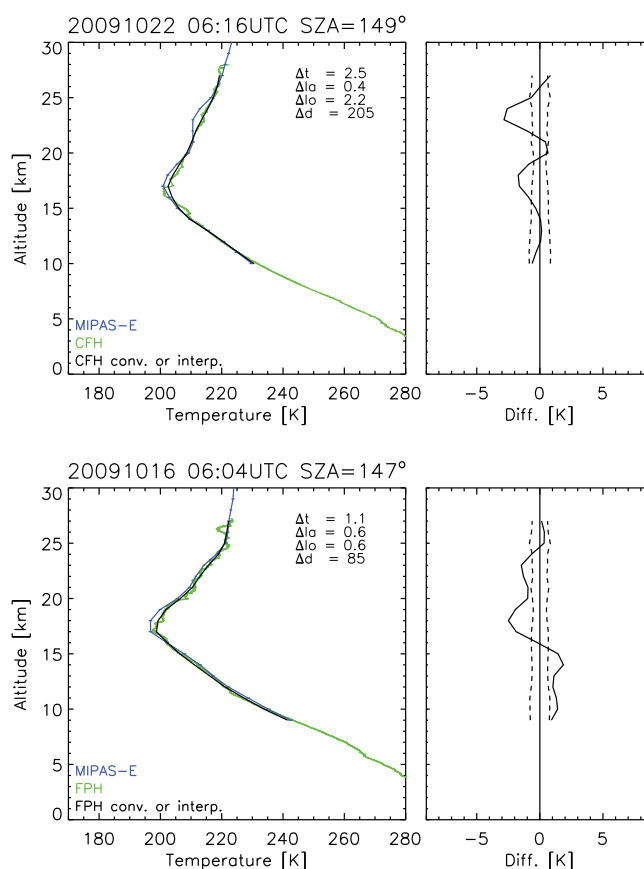 20091022 06:16UTC SZA=149°
30
25
20
15
10
5
0
Altitude [km]
Δt = 2.5
Δla = 0.4
Δlo = 2.2
Δd = 205
MIPAS-E
CFH
CFH conv. or interp.
180 200 220 240 260 280
Temperature [K]
-5 0 5
Diff. [K]
20091016 06:04UTC SZA=147°
30
25
20
15
10
5
0
Altitude [km]
Δt = 1.1
Δla = 0.6
Δlo = 0.6
Δd = 85
MIPAS-E
FPH
FPH conv. or interp.
180 200 220 240 260 280
Temperature [K]
-5 0 5
Diff. [K]